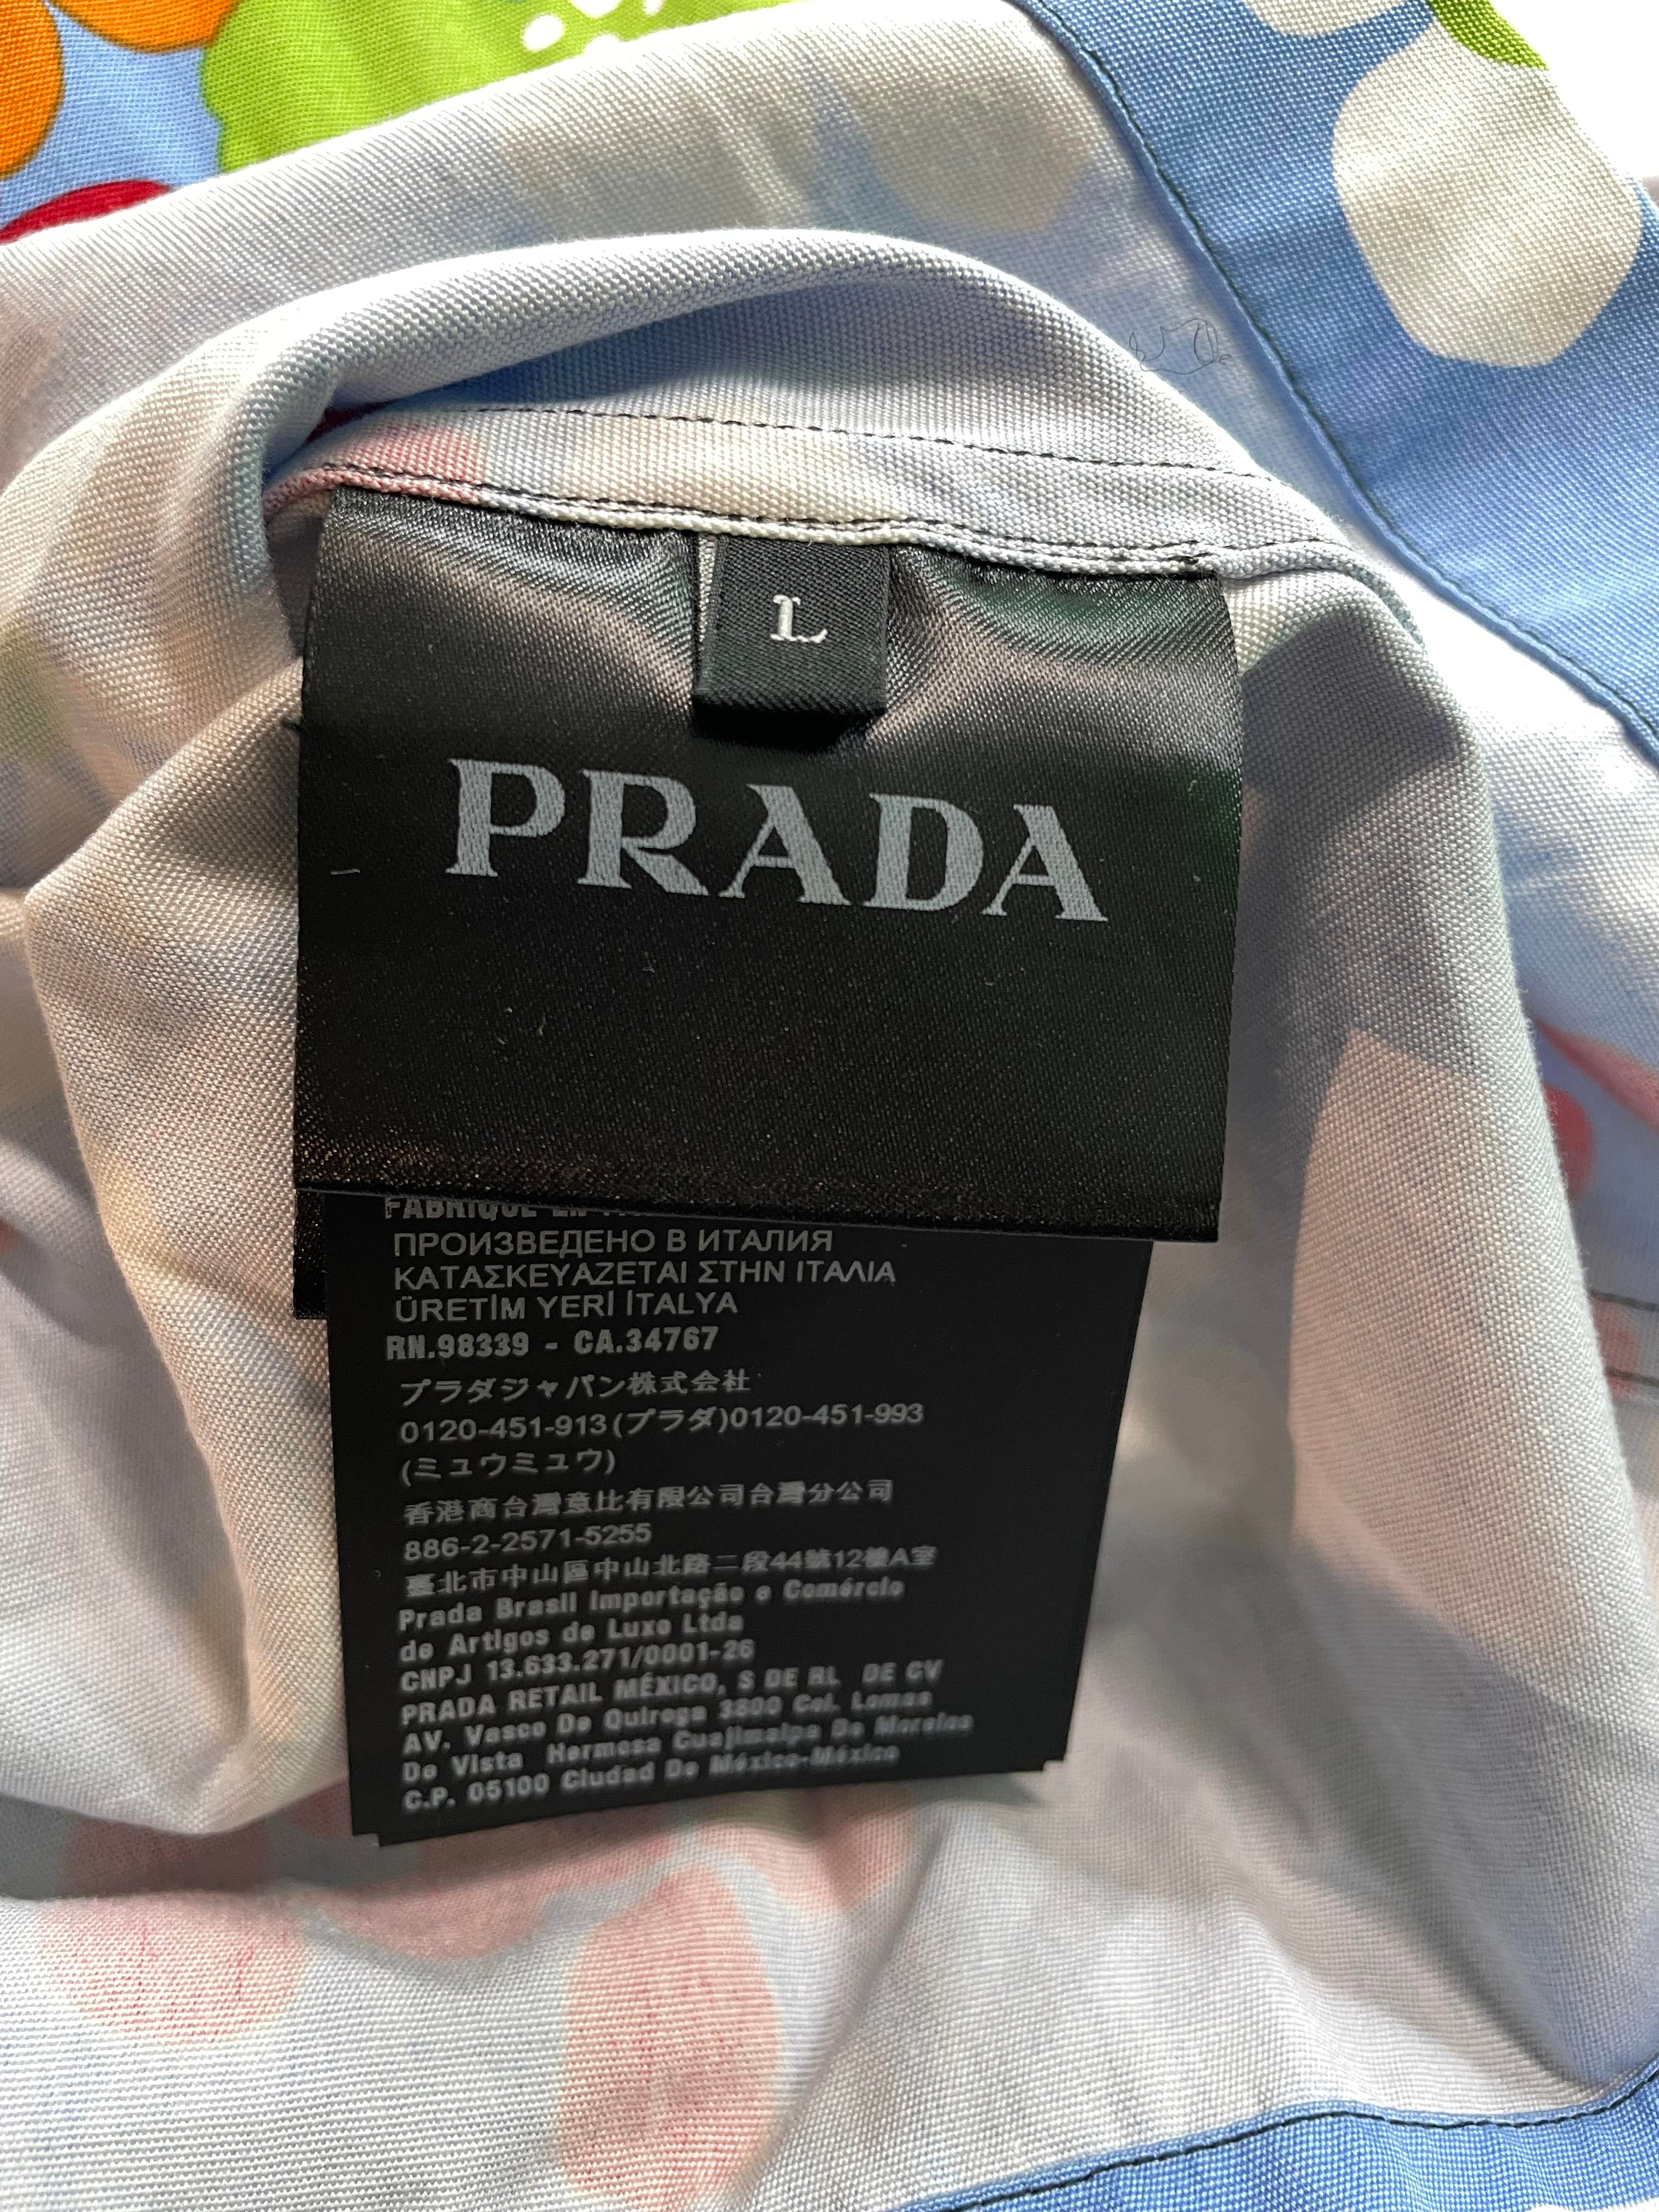 L
PRADA
FABRIQUÉ EN
ПРОИЗВЕДЕНО В ИТАЛИЯ
ΚΑΤΑΣΚΕΥΑΖΕΤΑΙ ΣΤΗΝ ΙΤΑΛΙΑ
ÜRETİM YERİ İTALYA
RN.98339 - CA.34767
プラダジャパン株式会社
0120-451-913(プラダ)0120-451-993
(ミュウミュウ)
香港商台灣意比有限公司台灣分公司
886-2-2571-5255
臺北市中山區中山北路二段44號12樓A室
Prada Brasil Importação e Comércio
de Artigos de Luxo Ltda
CNPJ 13.633.271/0001-26
PRADA RETAIL MÉXICO, S DE RL DE CV
AV. Vasco De Quiroga 3800 Col. Lomas
De Vista Hermosa Cuajimalpa De Morelos
C.P. 05100 Ciudad De México-México